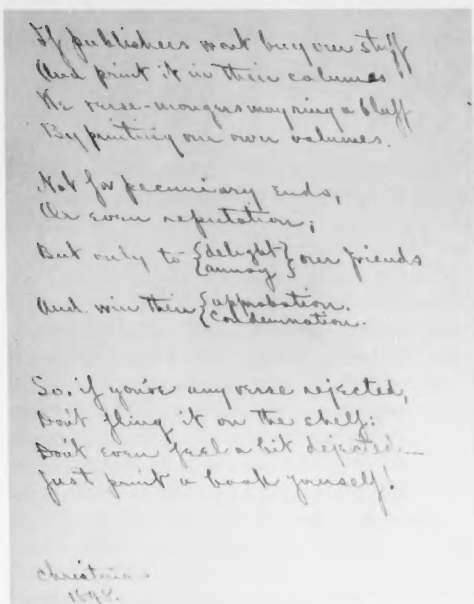 If publishers wont buy our stuff
And print it in their columns
We verse-mongers may ring a bluff
By printing our own volumes.
Not for pecuniary ends,
Or even reputation;
But only to {delight} our friends
{annoy}
And win their {approbation.
{condemnation.
So, if you've any verse rejected,
Don't fling it on the shelf:
Don't even feel a bit dejected—
Just print a book yourself!
Christmas
1898.